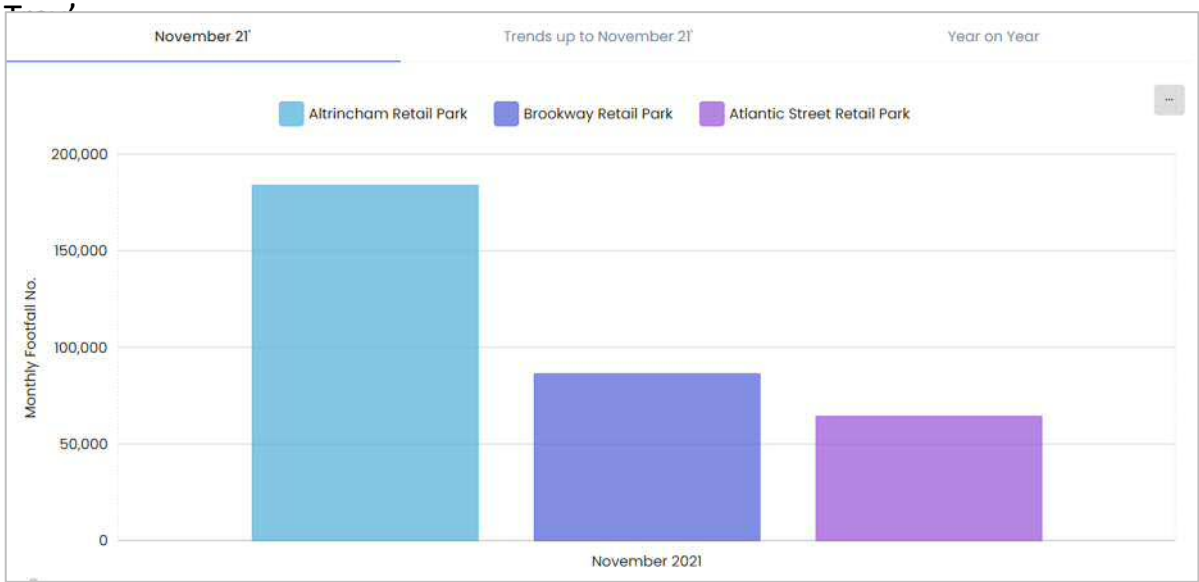 November 21'
Trends up to November 21'
Year on Year
Altrincham Retail Park
Brookway Retail Park
Atlantic Street Retail Park
...
200,000
150,000
100,000
50,000
0
Monthly Footfall No.
November 2021